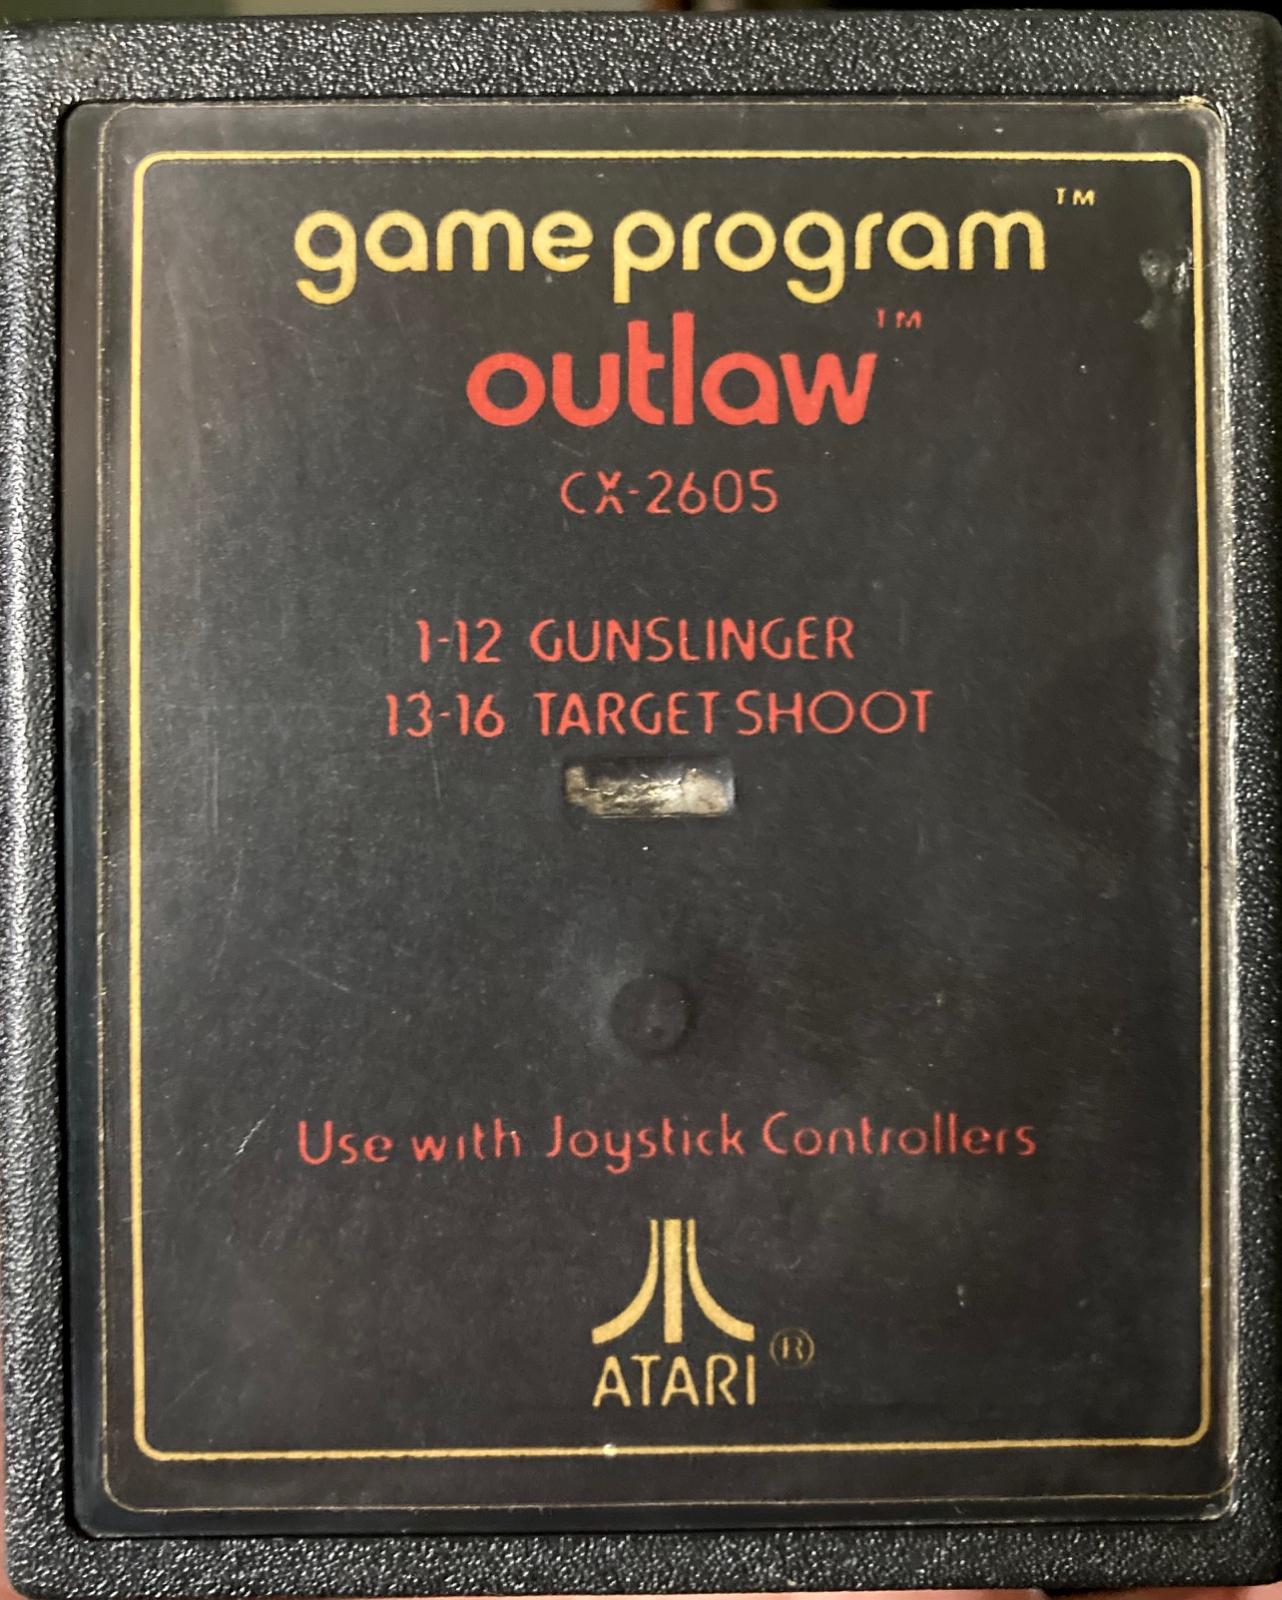 game program™
outlaw™
CX-2605
1-12 GUNSLINGER
13-16 TARGET SHOOT
Use with Joystick Controllers
ATARI®